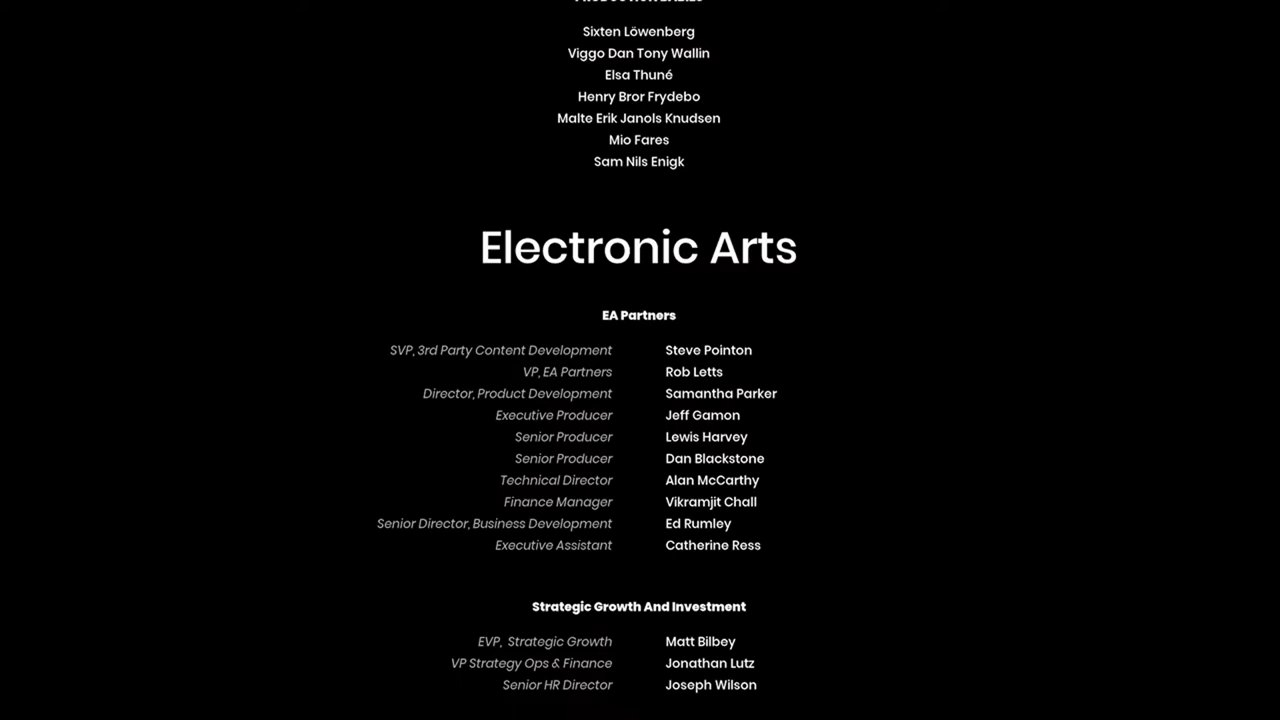 PRODUCTION BABIES
Sixten Löwenberg
Viggo Dan Tony Wallin
Elsa Thuné
Henry Bror Frydebo
Malte Erik Janols Knudsen
Mio Fares
Sam Nils Enigk
Electronic Arts
EA Partners
SVP, 3rd Party Content Development Steve Pointon
VP, EA Partners Rob Letts
Director, Product Development Samantha Parker
Executive Producer Jeff Gamon
Senior Producer Lewis Harvey
Senior Producer Dan Blackstone
Technical Director Alan McCarthy
Finance Manager Vikramjit Chall
Senior Director, Business Development Ed Rumley
Executive Assistant Catherine Ress
Strategic Growth And Investment
EVP, Strategic Growth Matt Bilbey
VP Strategy Ops & Finance Jonathan Lutz
Senior HR Director Joseph Wilson